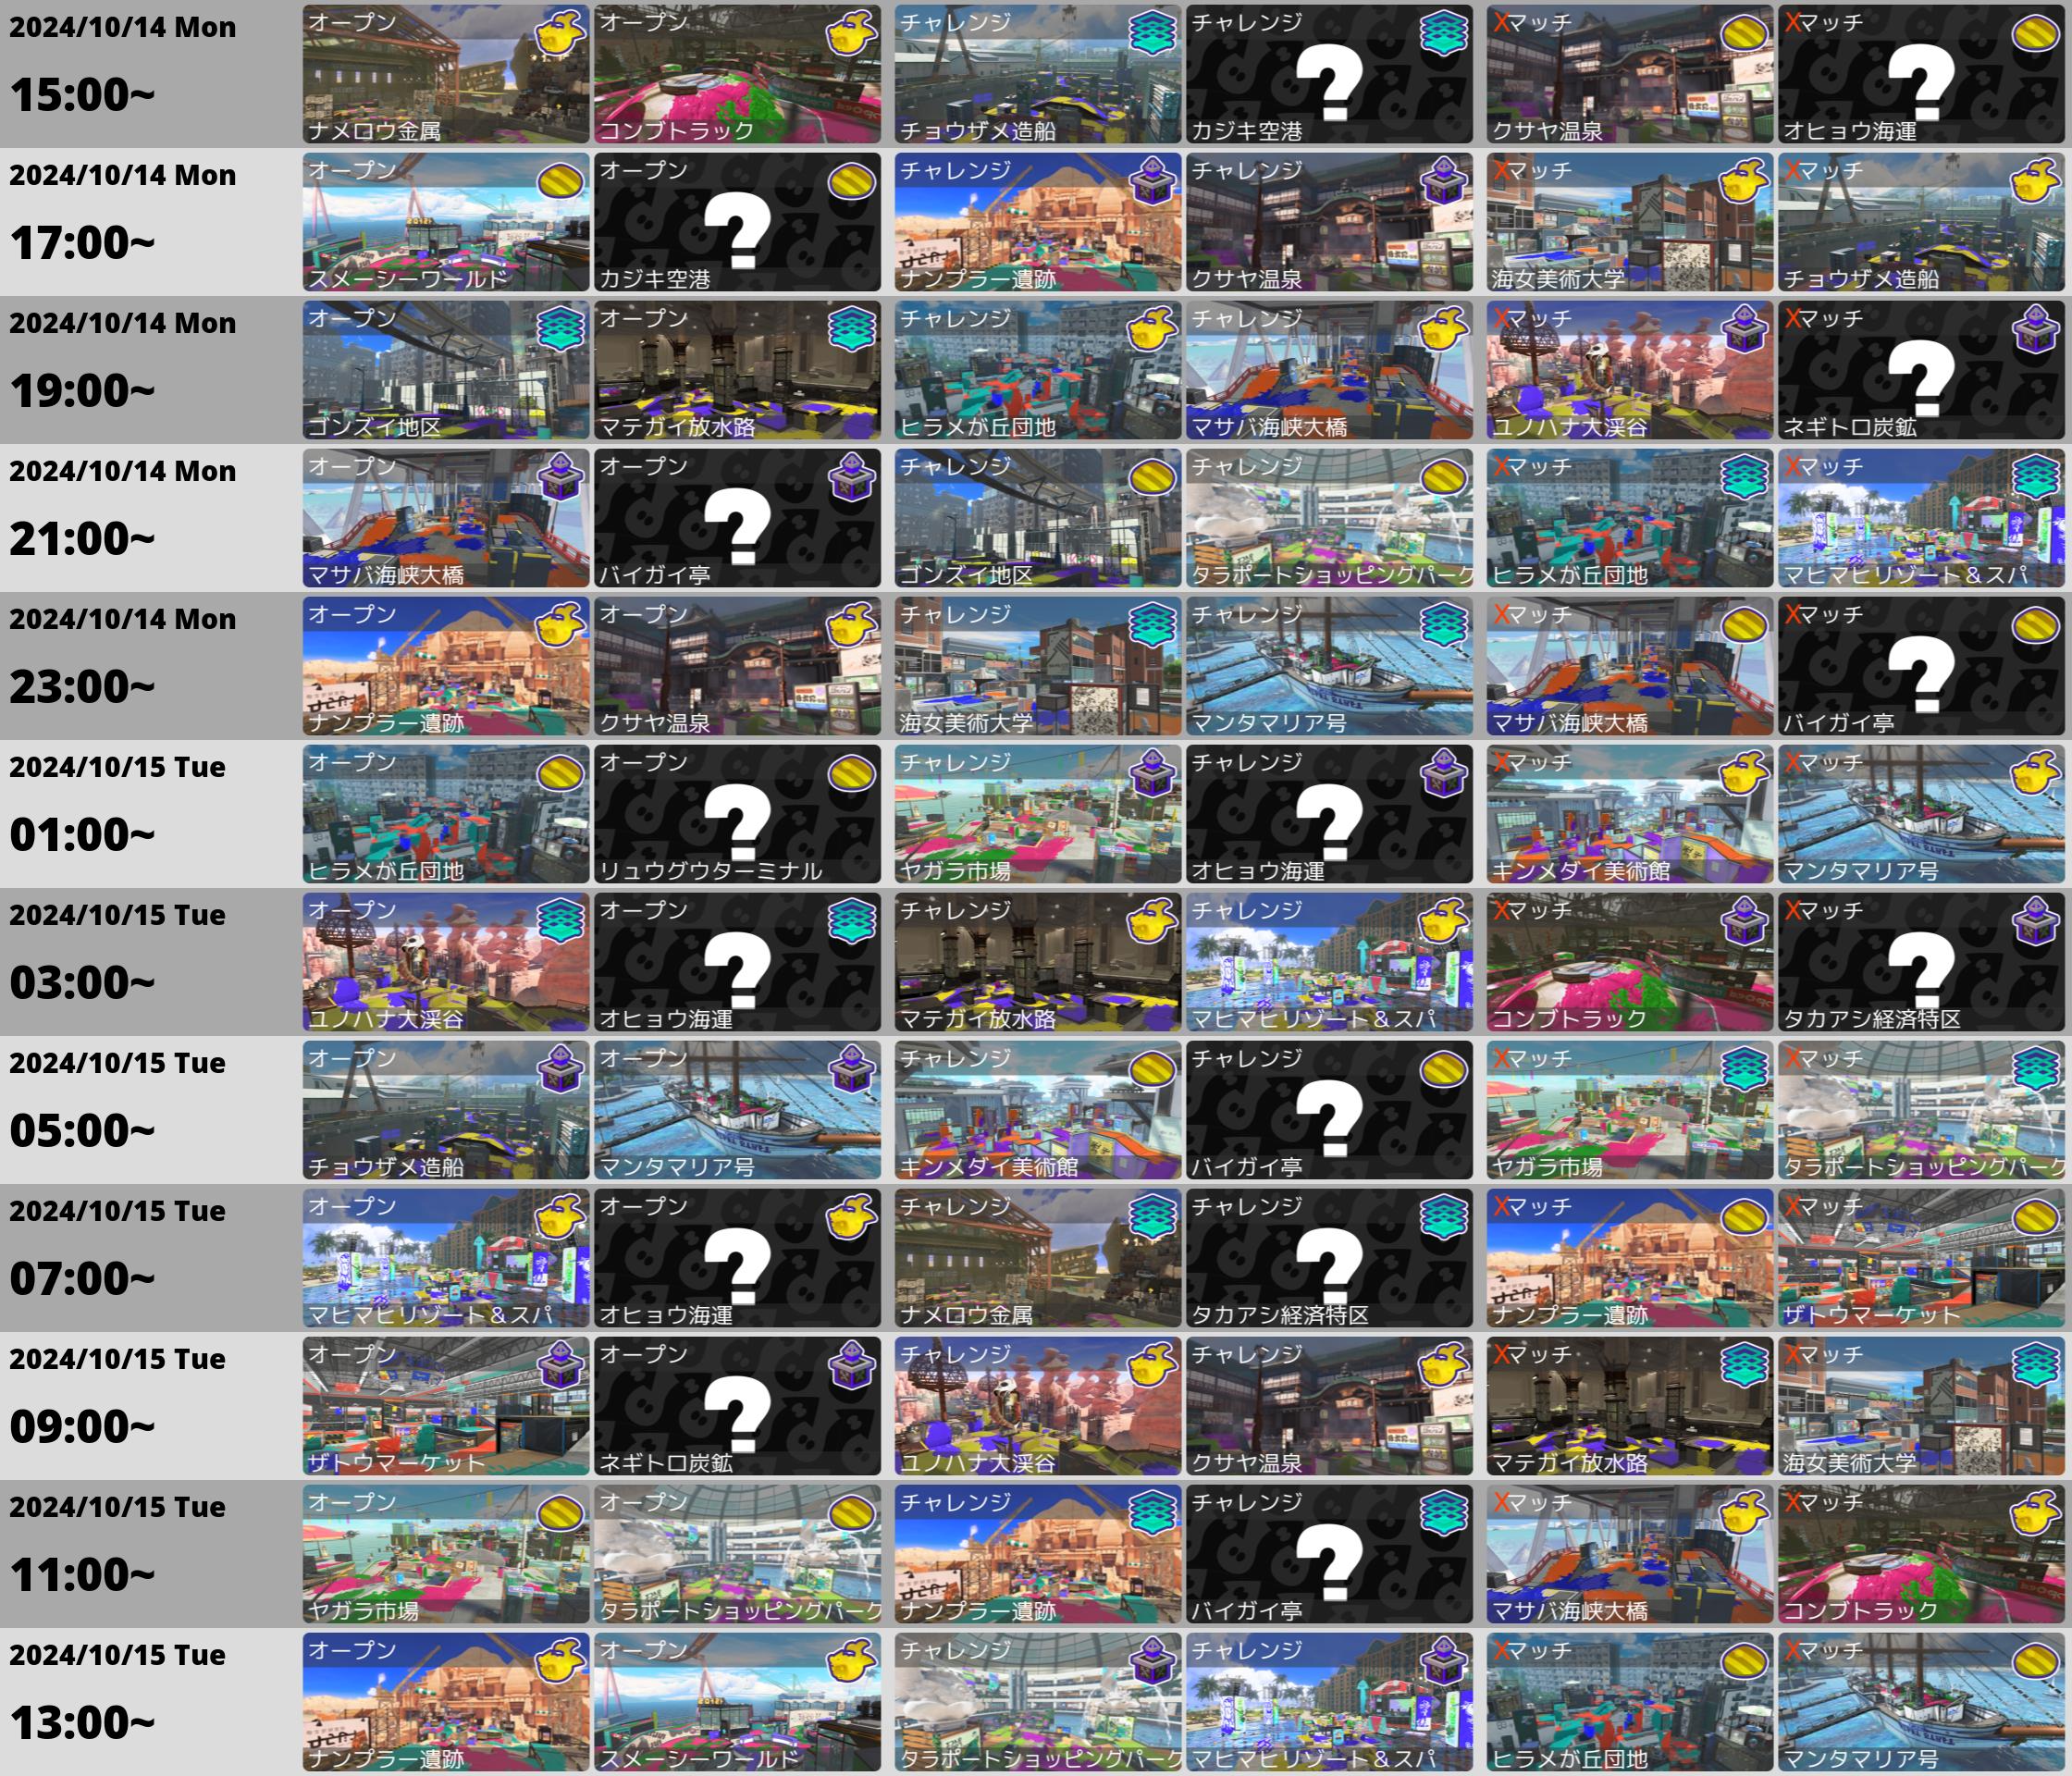 2024/10/14 Mon
15:00~
オープン
ナメロウ金属
オープン
コンブトラック
チャレンジ
チョウザメ造船
チャレンジ
カジキ空港
Xマッチ
クサヤ温泉
Xマッチ
オヒョウ海運
2024/10/14 Mon
17:00~
オープン
スメーシーワールド
オープン
カジキ空港
チャレンジ
ナンプラー遺跡
チャレンジ
クサヤ温泉
Xマッチ
海女美術大学
Xマッチ
チョウザメ造船
2024/10/14 Mon
19:00~
オープン
ゴンズイ地区
オープン
マテガイ放水路
チャレンジ
ヒラメが丘団地
チャレンジ
マサバ海峡大橋
Xマッチ
ユノハナ大渓谷
Xマッチ
ネギトロ炭鉱
2024/10/14 Mon
21:00~
オープン
マサバ海峡大橋
オープン
バイガイ亭
チャレンジ
ゴンズイ地区
チャレンジ
タラポートショッピングパーク
Xマッチ
ヒラメが丘団地
Xマッチ
マヒマヒリゾート＆スパ
2024/10/14 Mon
23:00~
オープン
ナンプラー遺跡
オープン
クサヤ温泉
チャレンジ
海女美術大学
チャレンジ
マンタマリア号
Xマッチ
マサバ海峡大橋
Xマッチ
バイガイ亭
2024/10/15 Tue
01:00~
オープン
ヒラメが丘団地
オープン
リュウグウターミナル
チャレンジ
ヤガラ市場
チャレンジ
オヒョウ海運
Xマッチ
キンメダイ美術館
Xマッチ
マンタマリア号
2024/10/15 Tue
03:00~
オープン
ユノハナ大渓谷
オープン
オヒョウ海運
チャレンジ
マテガイ放水路
チャレンジ
マヒマヒリゾート＆スパ
Xマッチ
コンブトラック
Xマッチ
タカアシ経済特区
2024/10/15 Tue
05:00~
オープン
チョウザメ造船
オープン
マンタマリア号
チャレンジ
キンメダイ美術館
チャレンジ
バイガイ亭
Xマッチ
ヤガラ市場
Xマッチ
タラポートショッピングパーク
2024/10/15 Tue
07:00~
オープン
マヒマヒリゾート＆スパ
オープン
オヒョウ海運
チャレンジ
ナメロウ金属
チャレンジ
タカアシ経済特区
Xマッチ
ナンプラー遺跡
Xマッチ
ザトウマーケット
2024/10/15 Tue
09:00~
オープン
ザトウマーケット
オープン
ネギトロ炭鉱
チャレンジ
ユノハナ大渓谷
チャレンジ
クサヤ温泉
Xマッチ
マテガイ放水路
Xマッチ
海女美術大学
2024/10/15 Tue
11:00~
オープン
ヤガラ市場
オープン
タラポートショッピングパーク
チャレンジ
ナンプラー遺跡
チャレンジ
バイガイ亭
Xマッチ
マサバ海峡大橋
Xマッチ
コンブトラック
2024/10/15 Tue
13:00~
オープン
ナンプラー遺跡
オープン
スメーシーワールド
チャレンジ
タラポートショッピングパーク
チャレンジ
マヒマヒリゾート＆スパ
Xマッチ
ヒラメが丘団地
Xマッチ
マンタマリア号